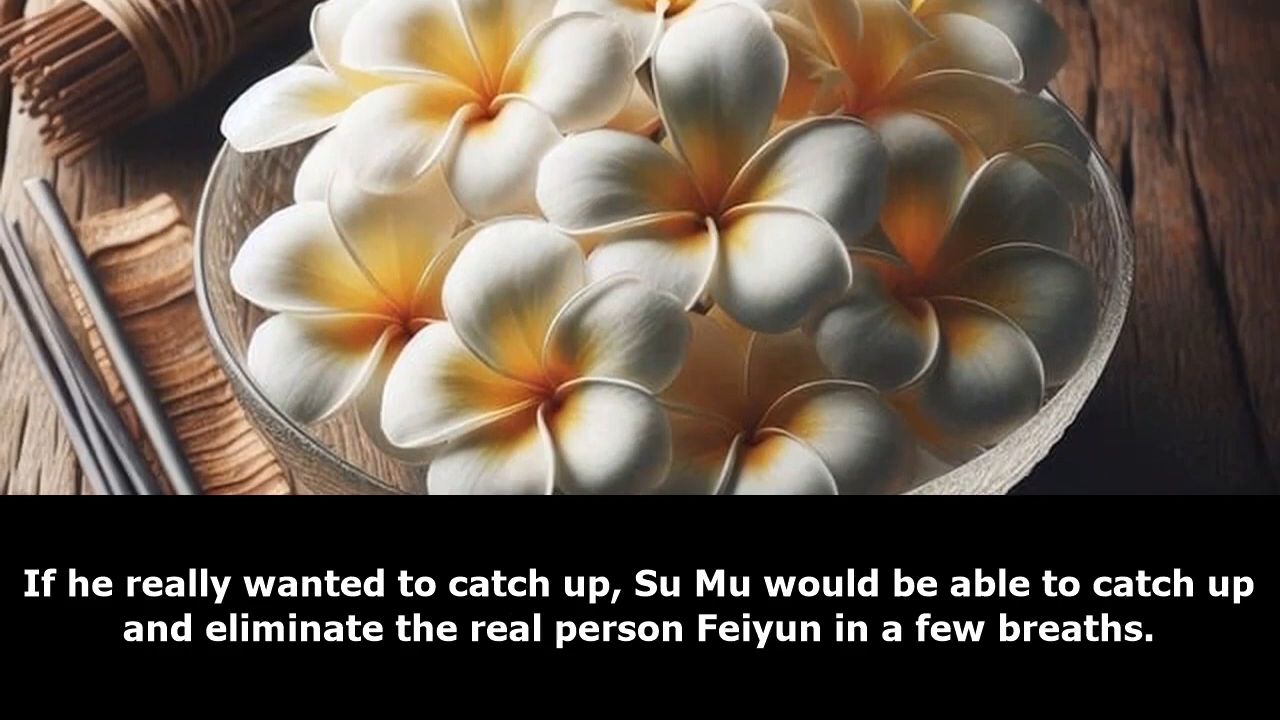 If he really wanted to catch up, Su Mu would be able to catch up
and eliminate the real person Feiyun in a few breaths.